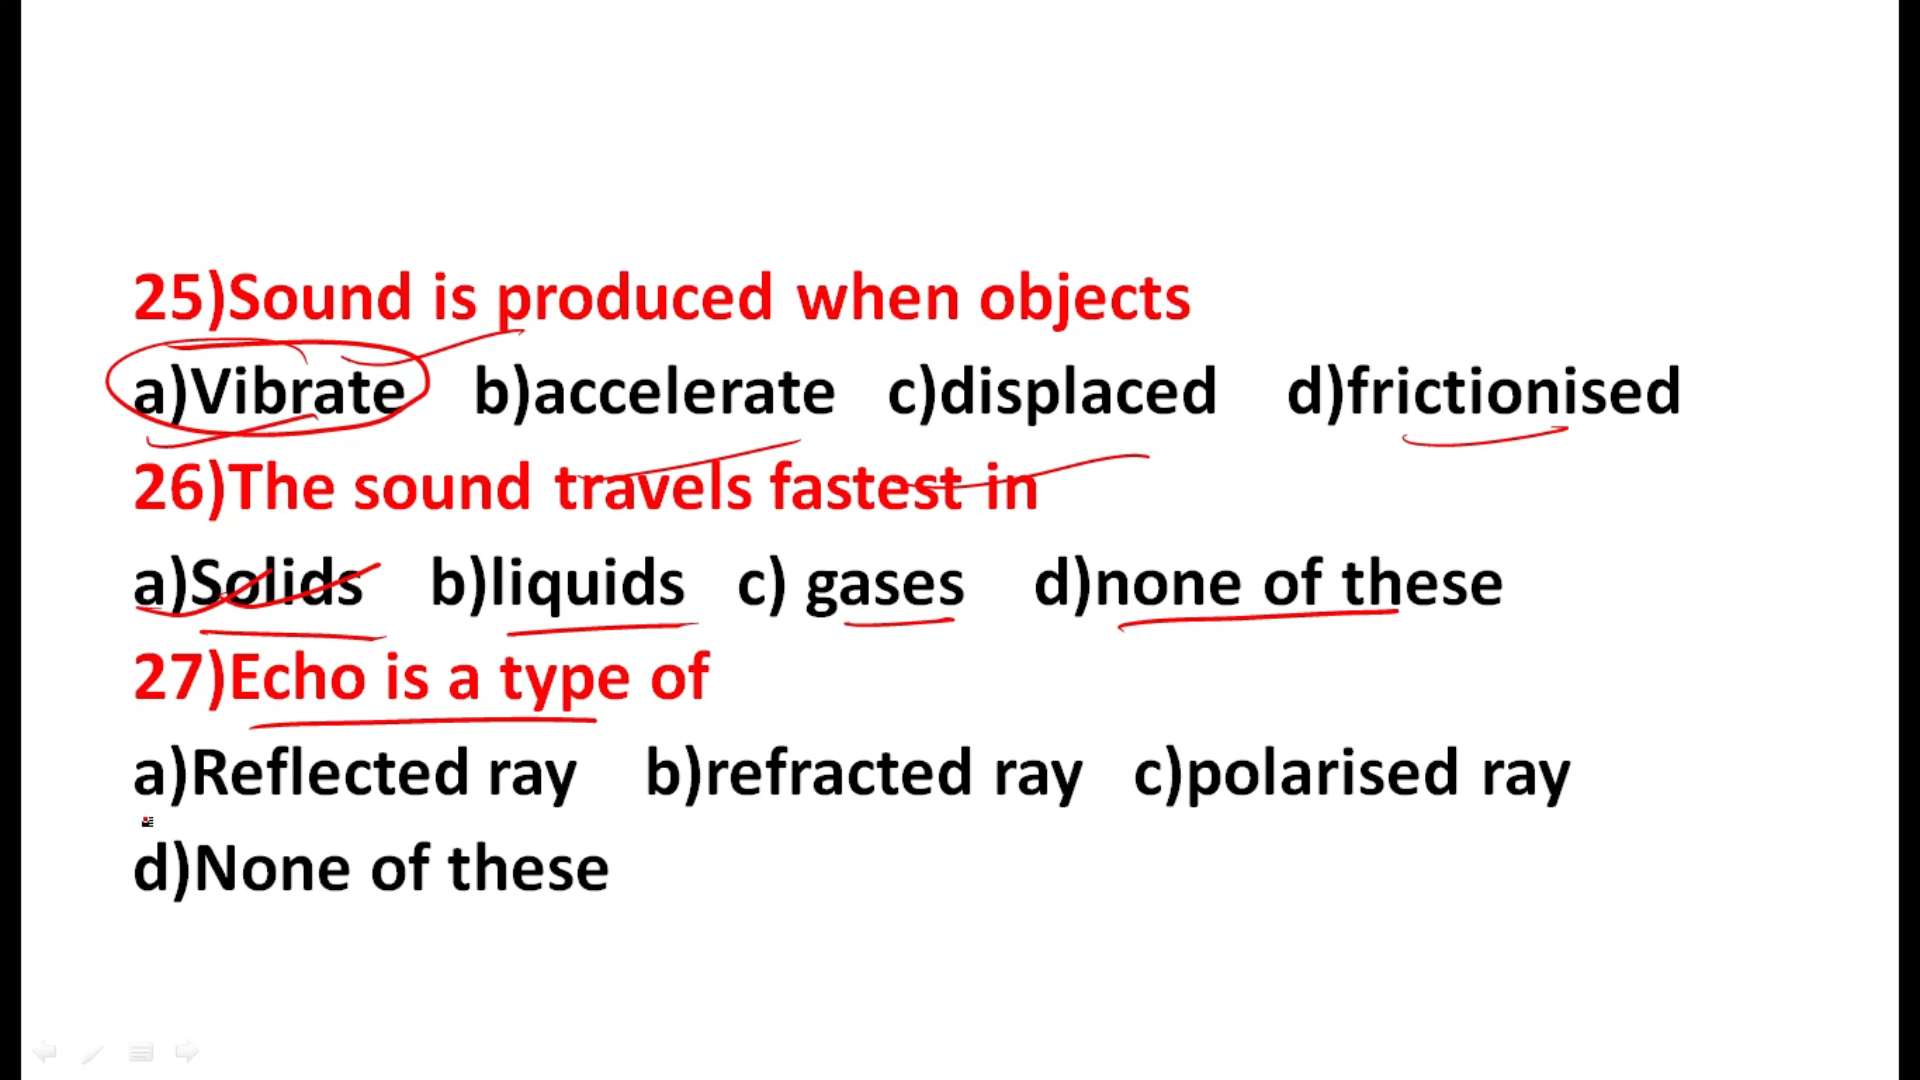 25)Sound is produced when objects
a)Vibrate b)accelerate c)displaced d)frictionised
26)The sound travels fastest in
a)Solids b)liquids c) gases d)none of these
27)Echo is a type of
a)Reflected ray b)refracted ray c)polarised ray
d)None of these